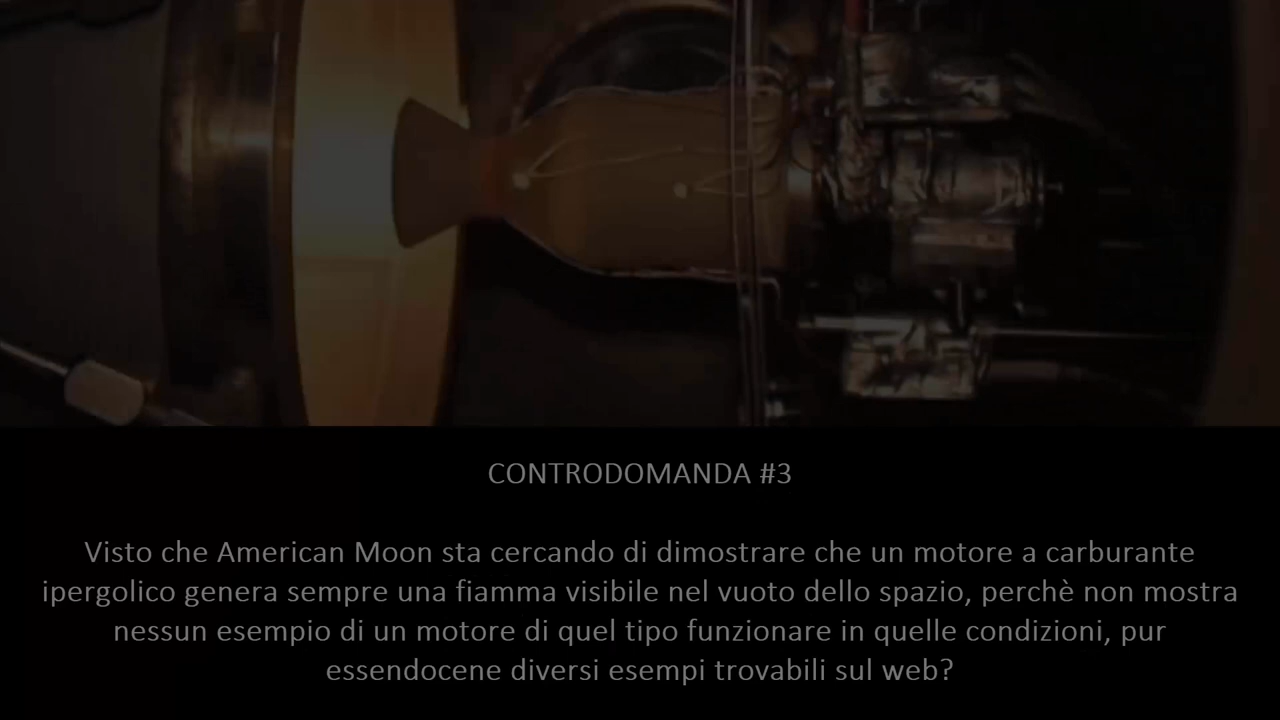 CONTRODOMANDA #3
Visto che American Moon sta cercando di dimostrare che un motore a carburante
ipergolico genera sempre una fiamma visibile nel vuoto dello spazio, perchè non mostra
nessun esempio di un motore di quel tipo funzionare in quelle condizioni, pur
essendocene diversi esempi trovabili sul web?